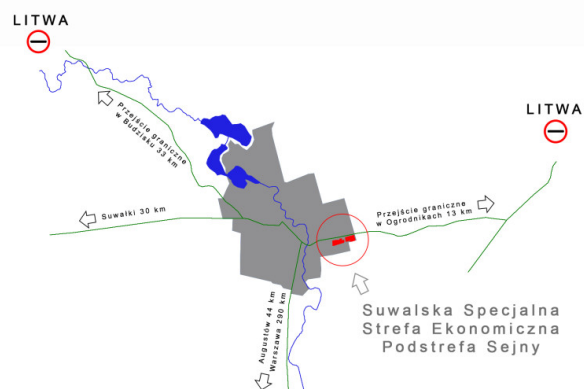 LITWA
LITWA
Przejście graniczne
w Budzisku 33 km
Suwałki 30 km
Przejście graniczne
w Ogrodnikach 13 km
Augustów 44 km
Warszawa 290 km
Suwalska Specjalna
Strefa Ekonomiczna
Podstrefa Sejny